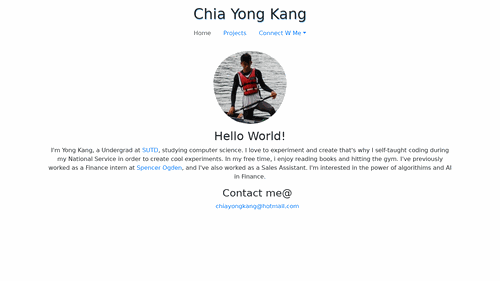 Chia Yong Kang
Home Projects Connect W Me
Hello World!
I'm Yong Kang, a Undergrad at SUTD, studying computer science. I love to experiment and create that's why I self-taught coding during
my National Service in order to create cool experiments. In my free time, i enjoy reading books and hitting the gym. I've previously
worked as a Finance intern at Spencer Ogden, and I've also worked as a Sales Assistant. I'm interested in the power of algorithims and AI
in Finance.
Contact me@
chiayongkang@hotmail.com